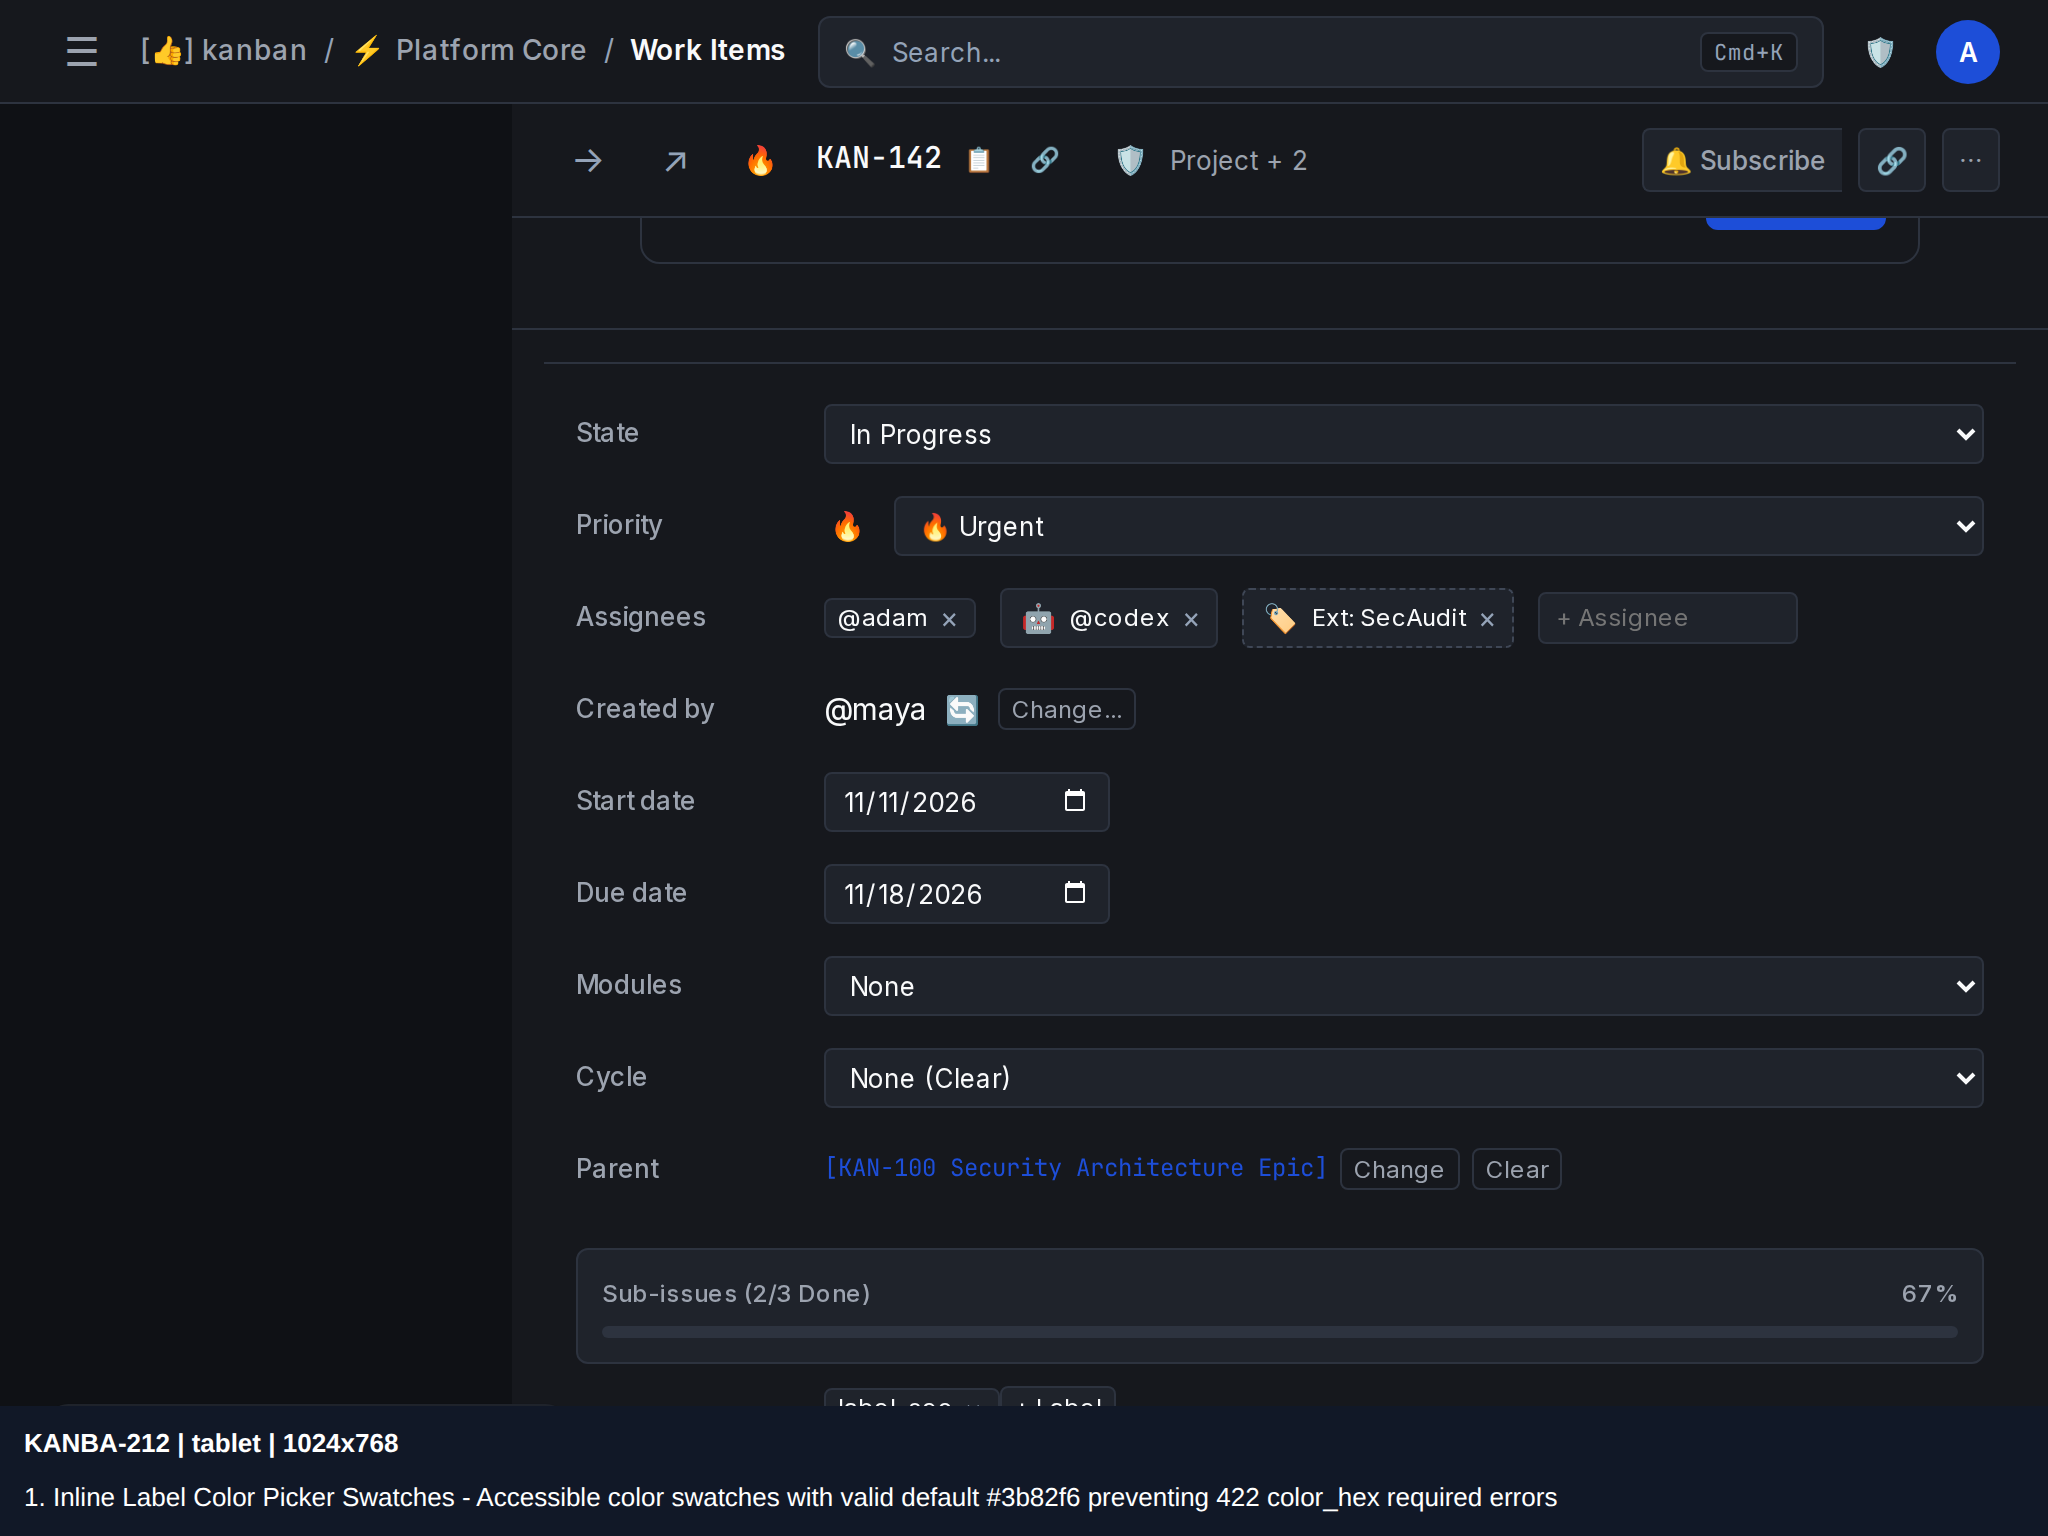 [👍] kanban / ⚡ Platform Core / Work Items
Search...
Cmd+K
A
KAN-142
Project + 2
Subscribe
...
State
In Progress
Priority
Urgent
Assignees
@adam ×
@codex ×
Ext: SecAudit ×
+ Assignee
Created by
@maya
Change...
Start date
11/11/2026
Due date
11/18/2026
Modules
None
Cycle
None (Clear)
Parent
[KAN-100 Security Architecture Epic]
Change
Clear
Sub-issues (2/3 Done)
67%
+ Label
KANBA-212 | tablet | 1024x768
1. Inline Label Color Picker Swatches - Accessible color swatches with valid default #3b82f6 preventing 422 color_hex required errors